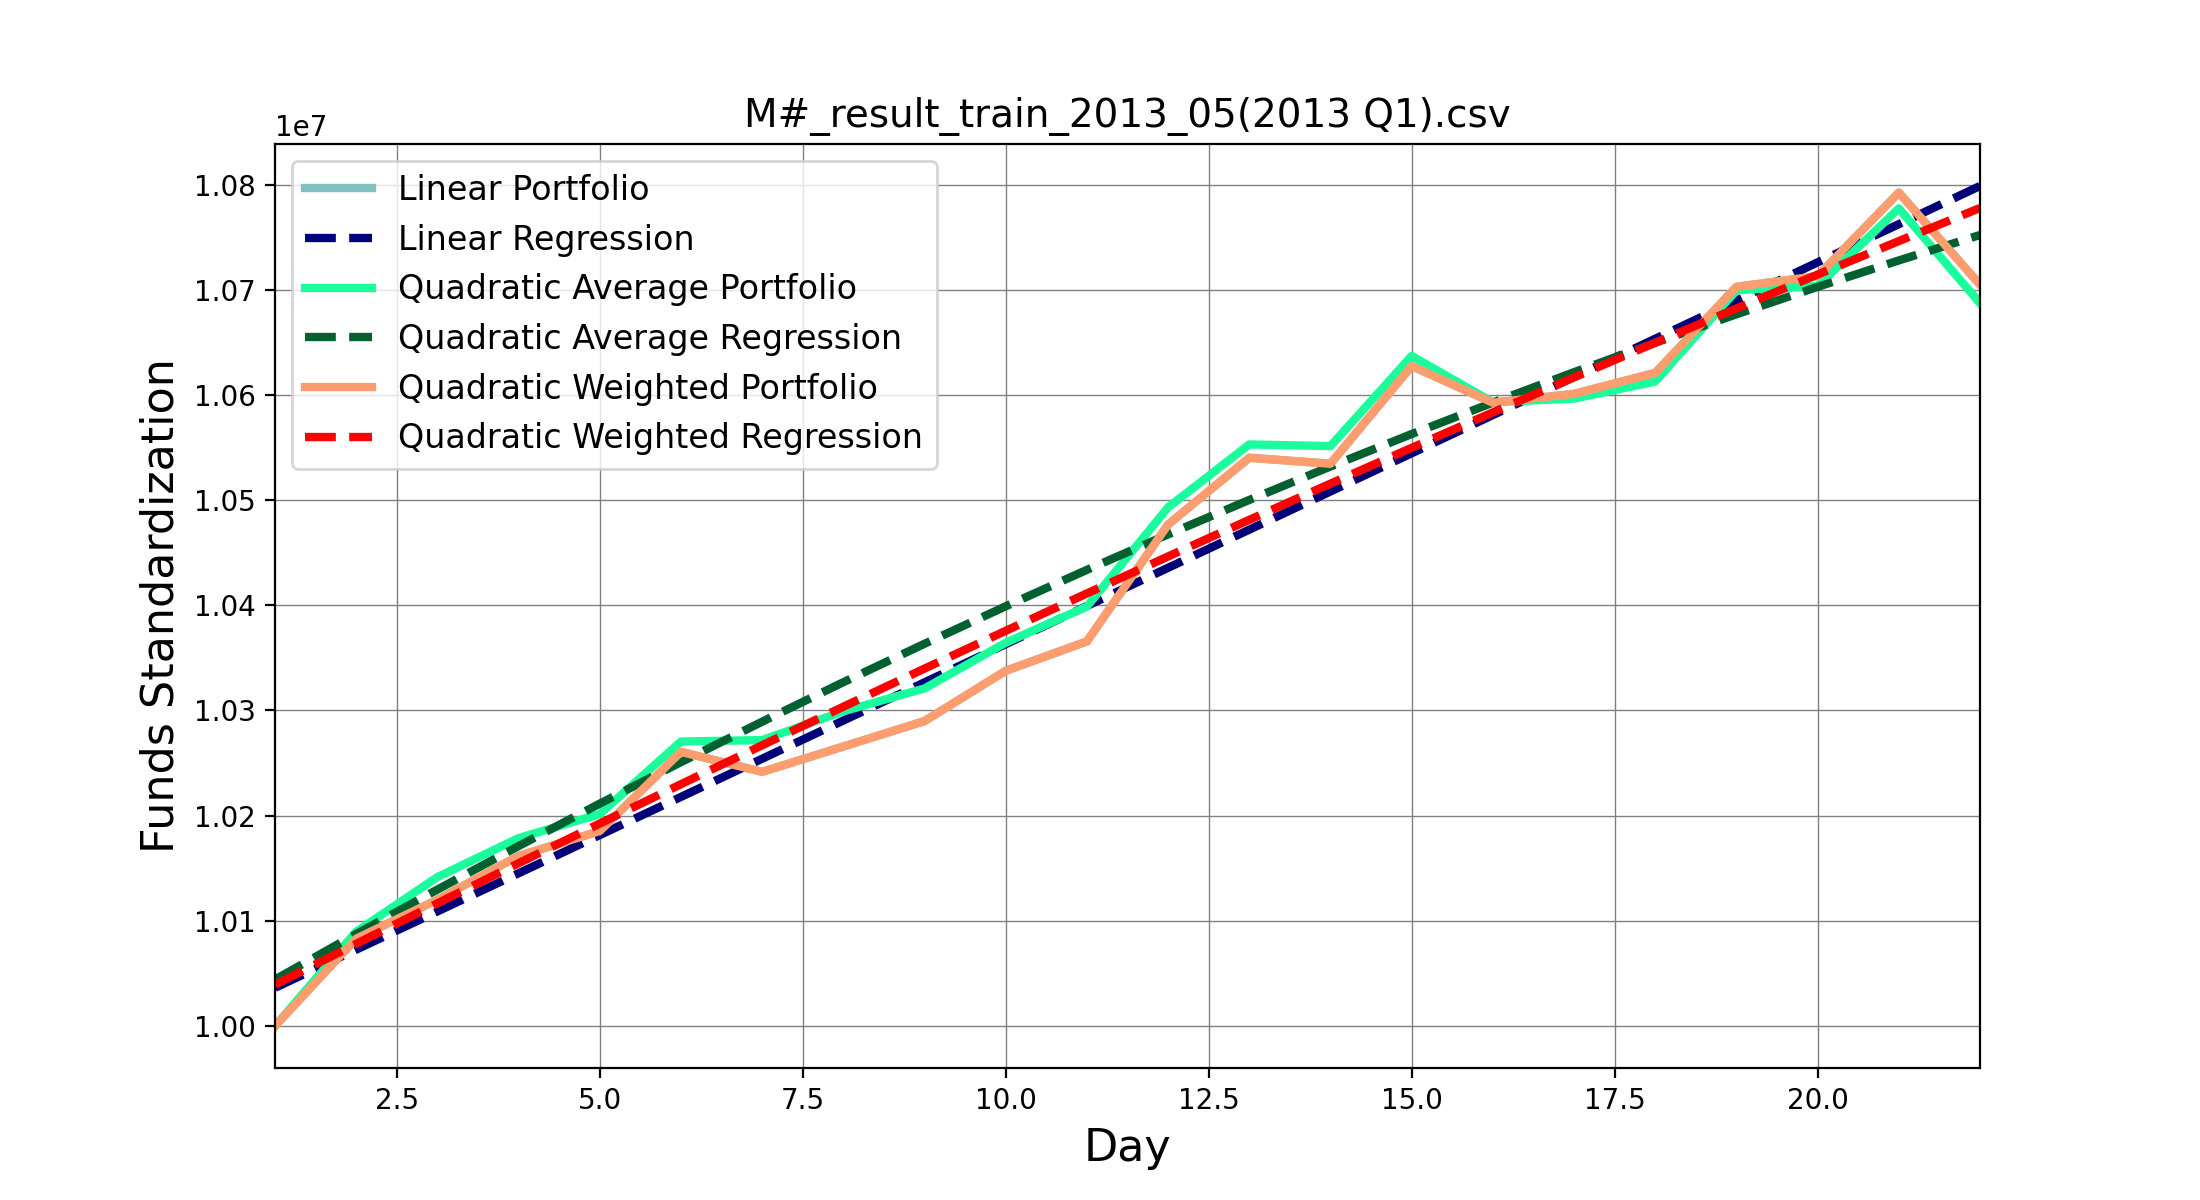 M#_result_train_2013_05(2013 Q1).csv
1e7
1.08
1.07
1.06
1.05
1.04
1.03
1.02
1.01
1.00
Funds Standardization
Linear Portfolio
Linear Regression
Quadratic Average Portfolio
Quadratic Average Regression
Quadratic Weighted Portfolio
Quadratic Weighted Regression
2.5 5.0 7.5 10.0 12.5 15.0 17.5 20.0
Day